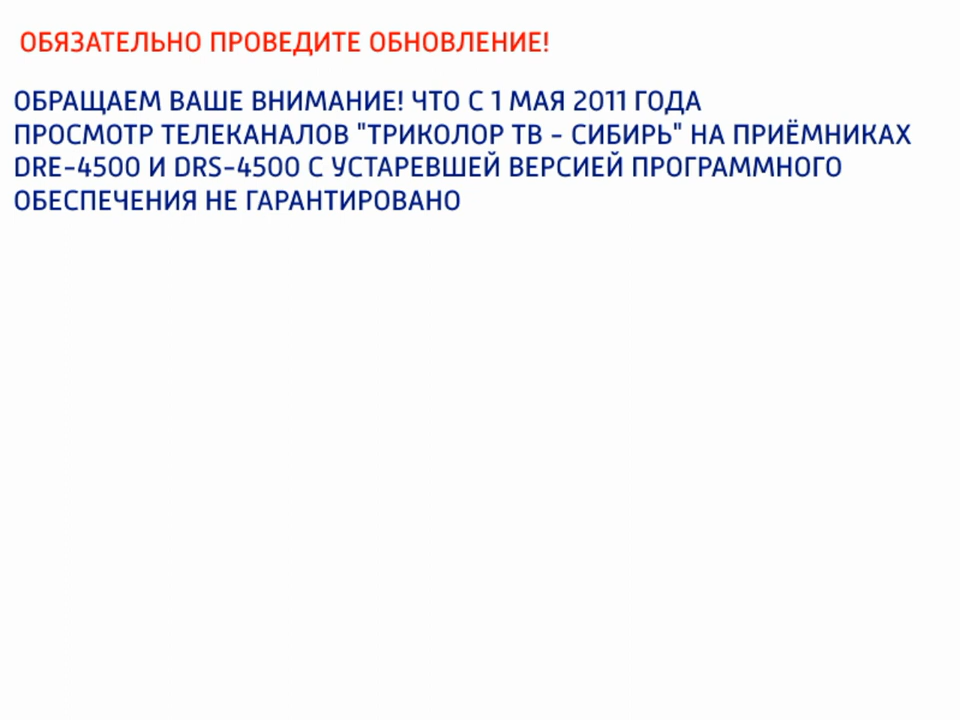 ОБЯЗАТЕЛЬНО ПРОВЕДИТЕ ОБНОВЛЕНИЕ!
ОБРАЩАЕМ ВАШЕ ВНИМАНИЕ! ЧТО С 1 МАЯ 2011 ГОДА
ПРОСМОТР ТЕЛЕКАНАЛОВ "ТРИКОЛОР ТВ - СИБИРЬ" НА ПРИЁМНИКАХ
DRE-4500 И DRS-4500 С УСТАРЕВШЕЙ ВЕРСИЕЙ ПРОГРАММНОГО
ОБЕСПЕЧЕНИЯ НЕ ГАРАНТИРОВАНО